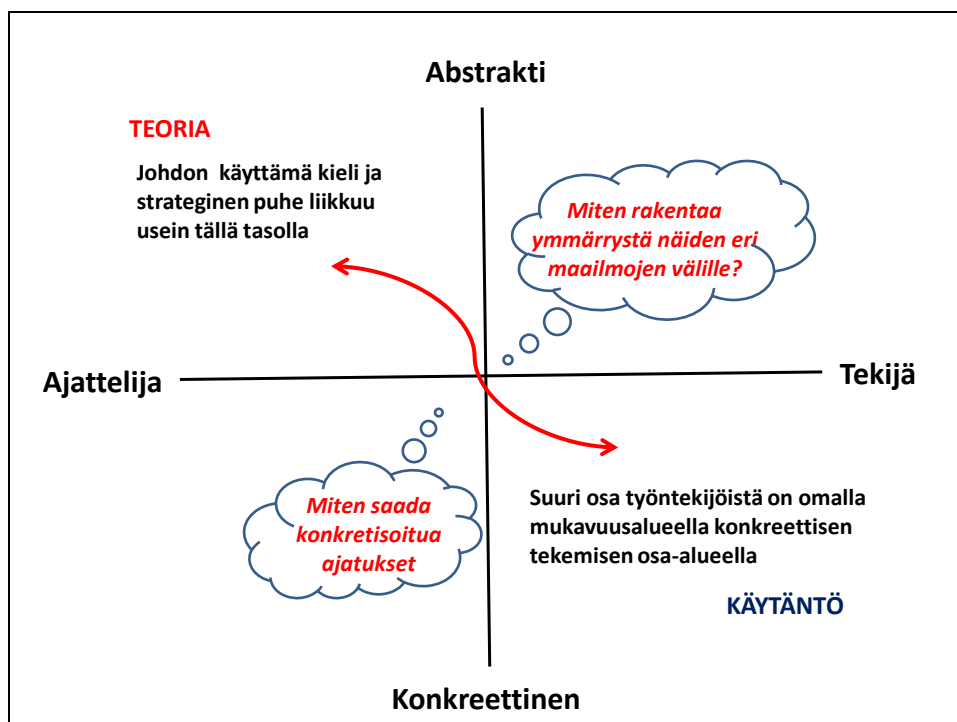 Abstrakti
TEORIA
Johdon käyttämä kieli ja
strateginen puhe liikkuu
usein tällä tasolla
Miten rakentaa
ymmärrystä näiden eri
maailmojen välille?
Ajattelija
Tekijä
Miten saada
konkretisoitua
ajatukset
Suuri osa työntekijöistä on omalla
mukavuusalueella konkreettisen
tekemisen osa-alueella
KÄYTÄNTÖ
Konkreettinen